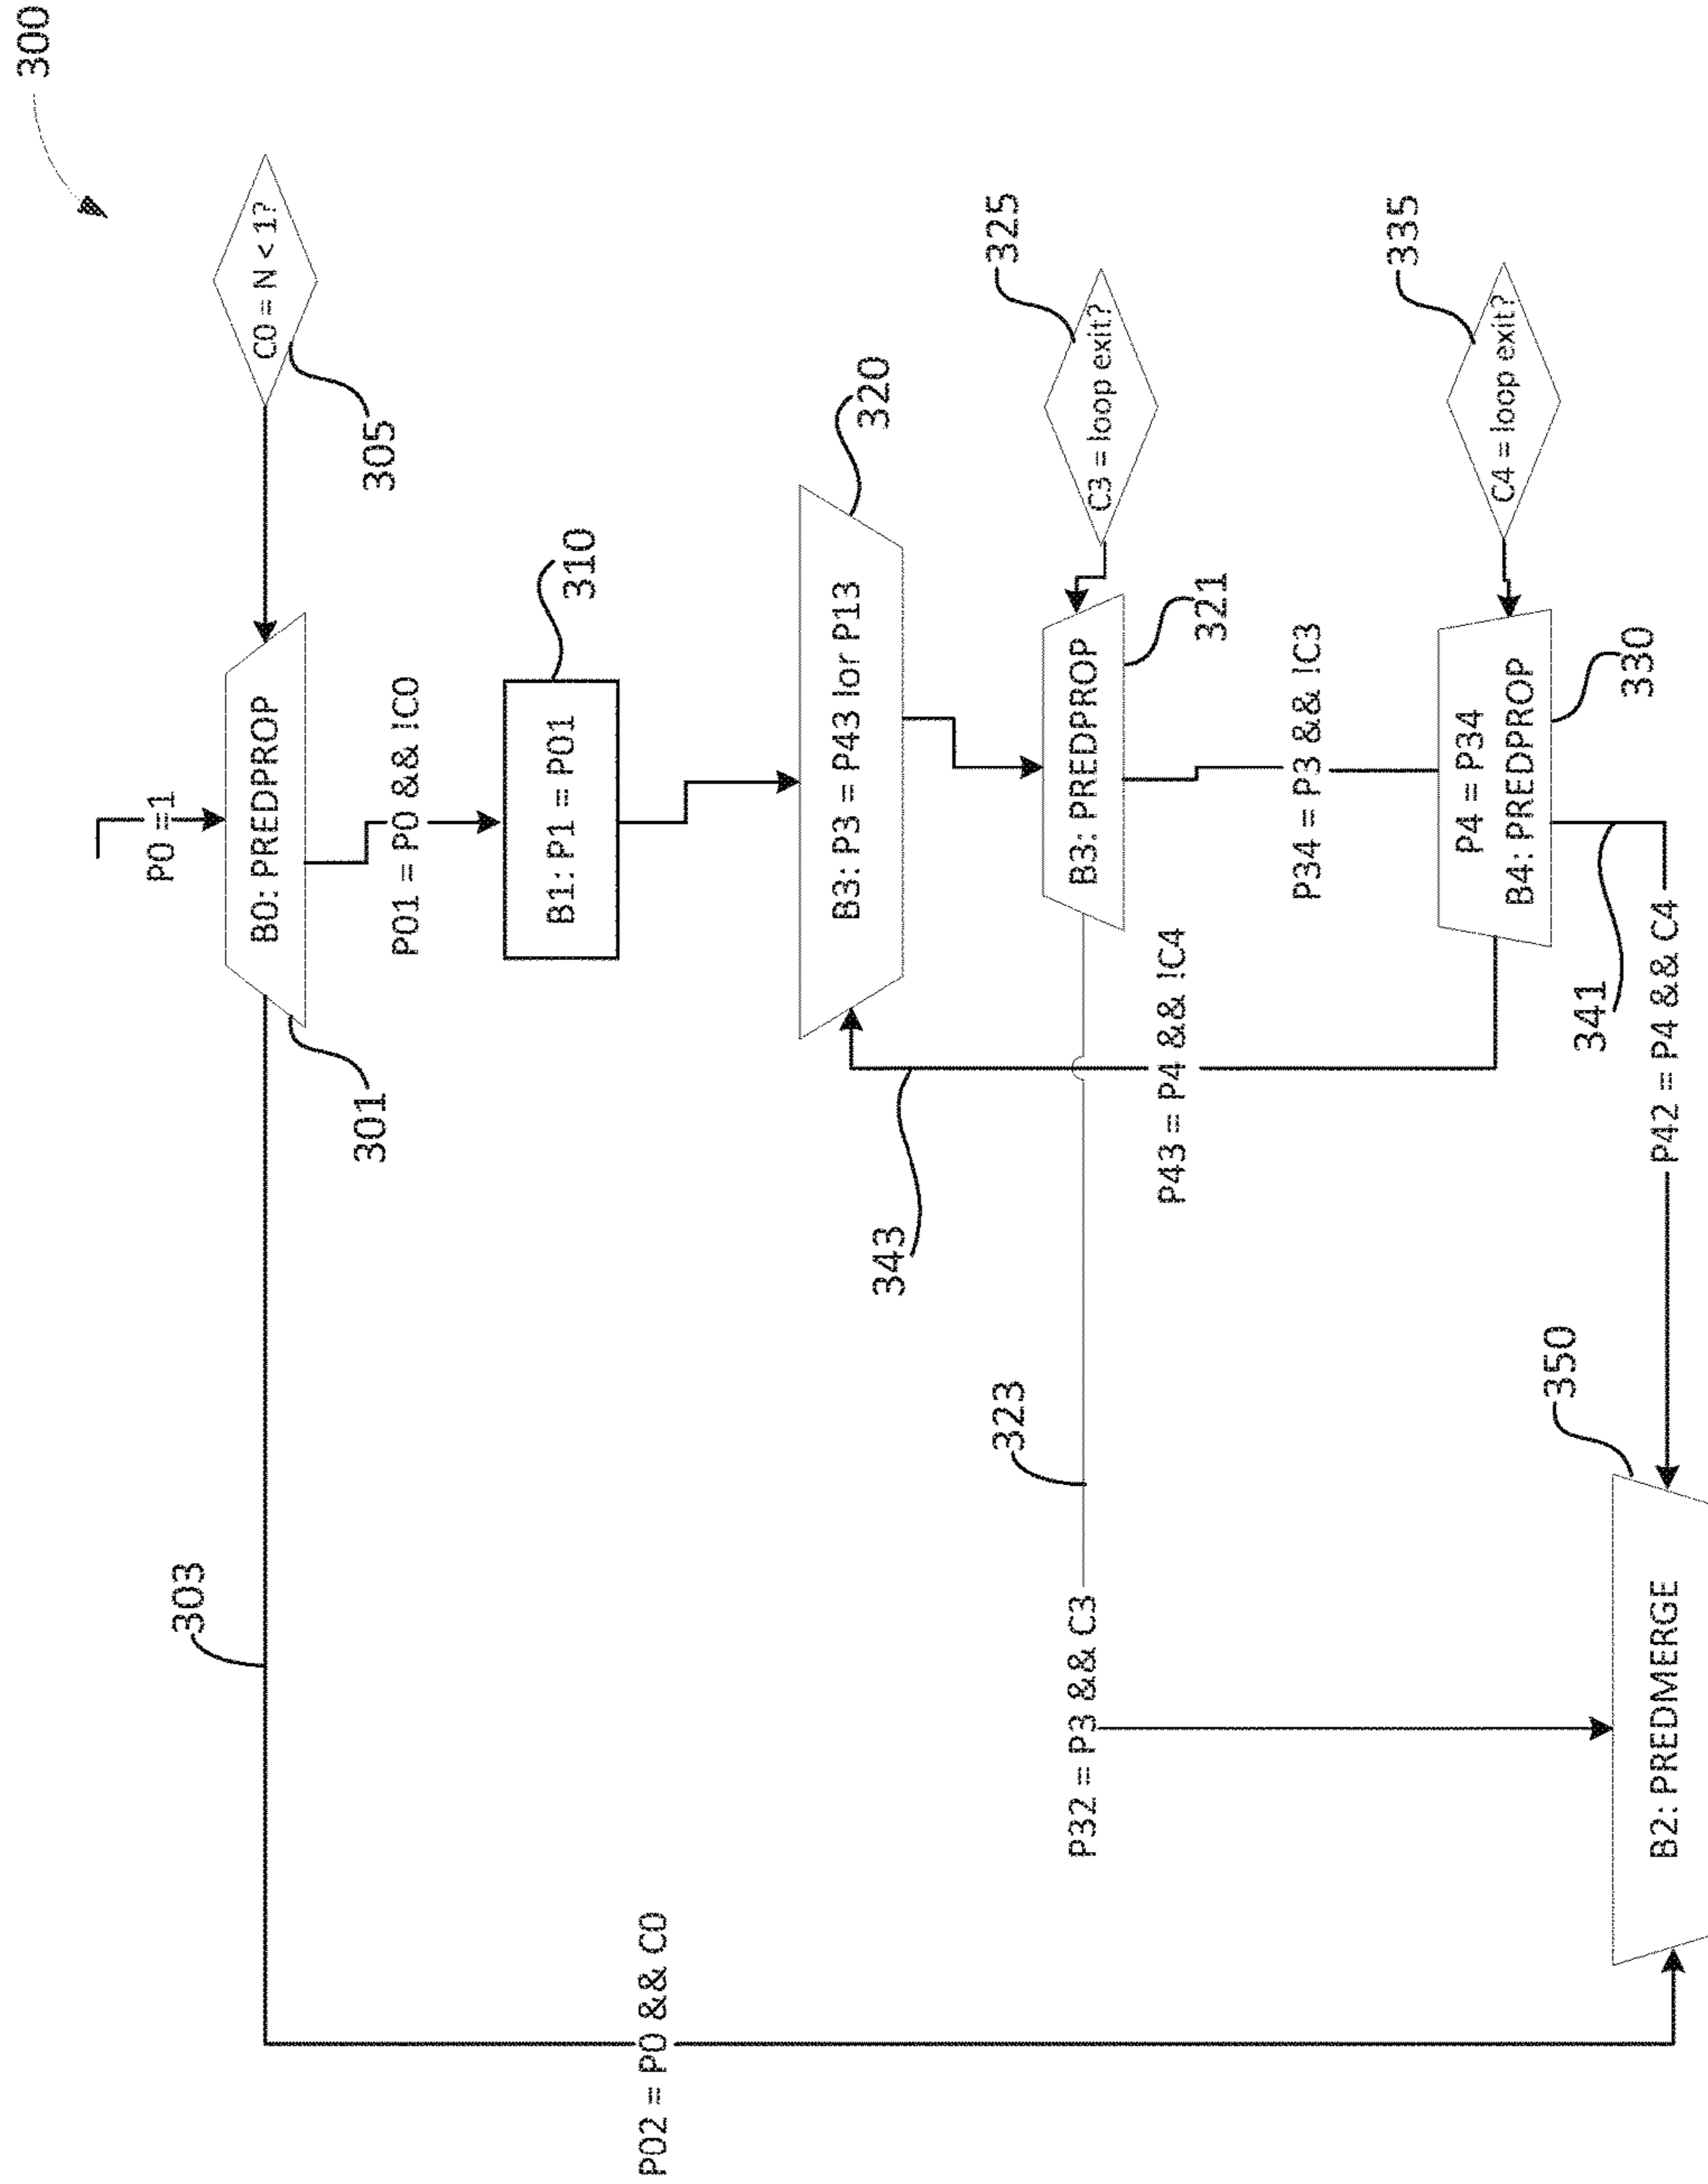 300
P0 =1
C0 = N < 1?
B0: PREDPROP
305
303
301
P01 = P0 && !C0
310
B1: P1 = P01
P02 = P0 && C0
320
B3: P3 = P43 lor P13
343
325
C3 = loop exit?
323
B3: PREDPROP
P32 = P3 && C3
321
P43 = P4 && !C4
P34 = P3 && !C3
335
C4 = loop exit?
P4 = P34
B4: PREDPROP
330
350
341
B2: PREDMERGE
P42 = P4 && C4